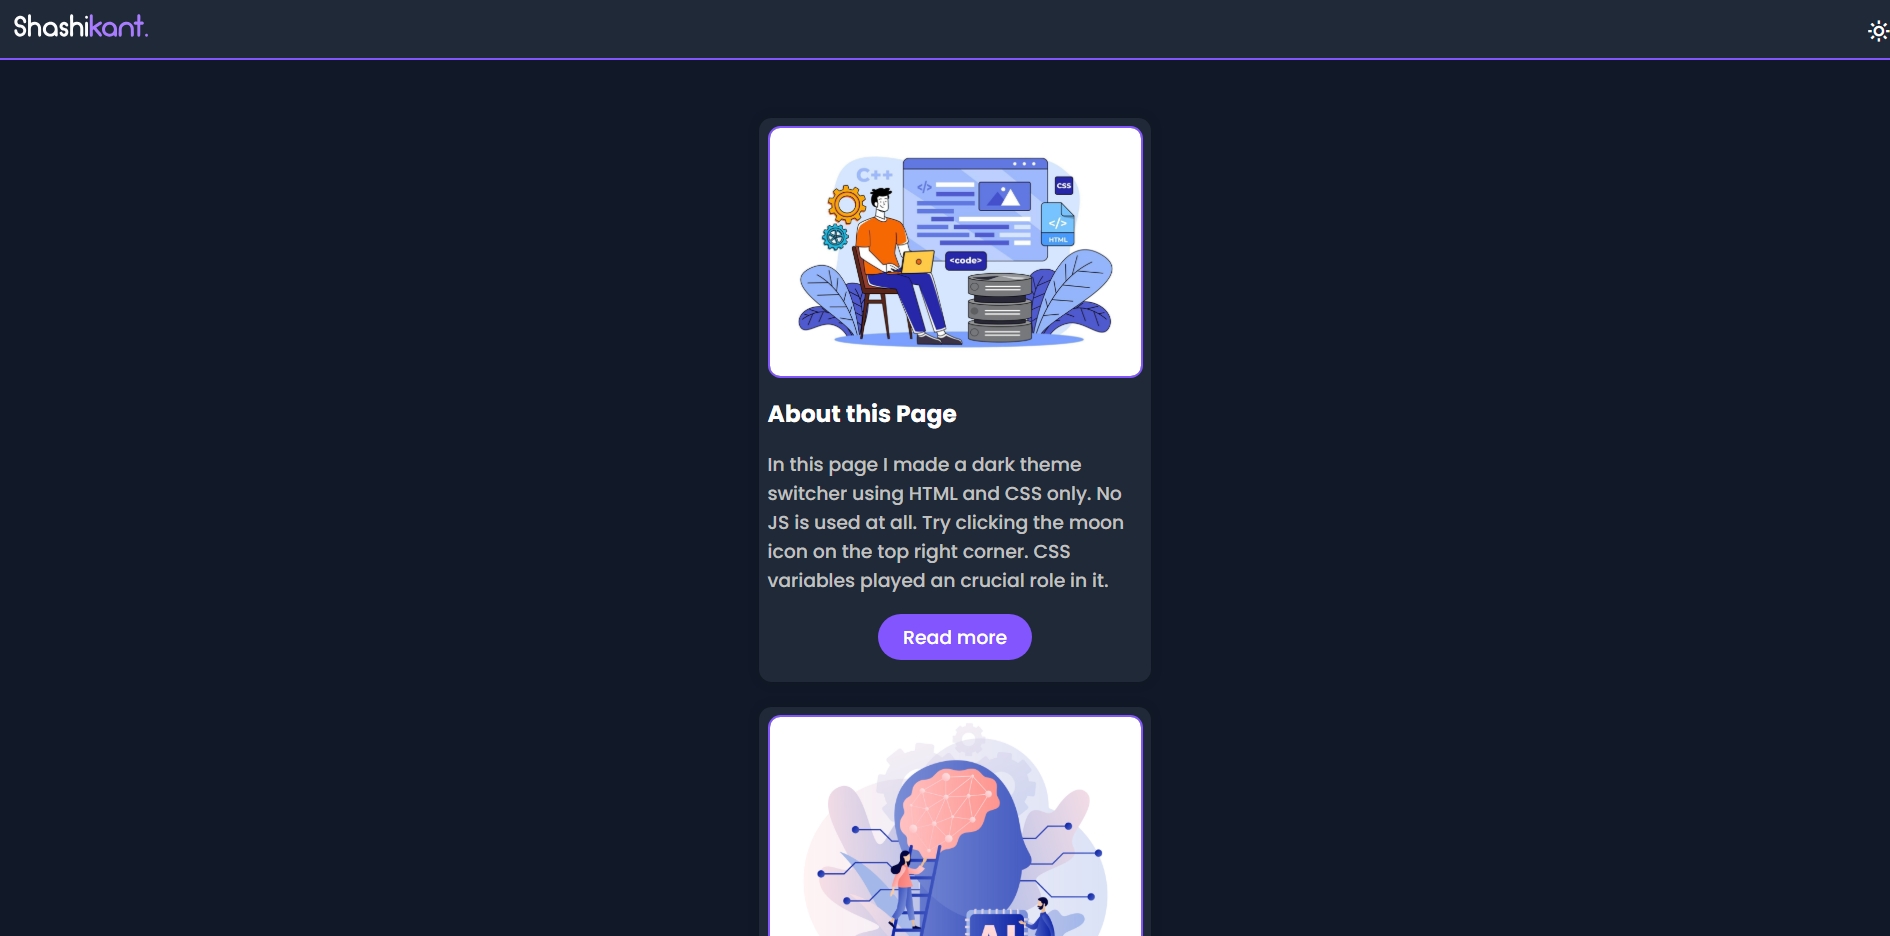 Shashikant.
C++
</>
CSS
</>
HTML
<code>
About this Page
In this page I made a dark theme
switcher using HTML and CSS only. No
JS is used at all. Try clicking the moon
icon on the top right corner. CSS
variables played an crucial role in it.
Read more
AI